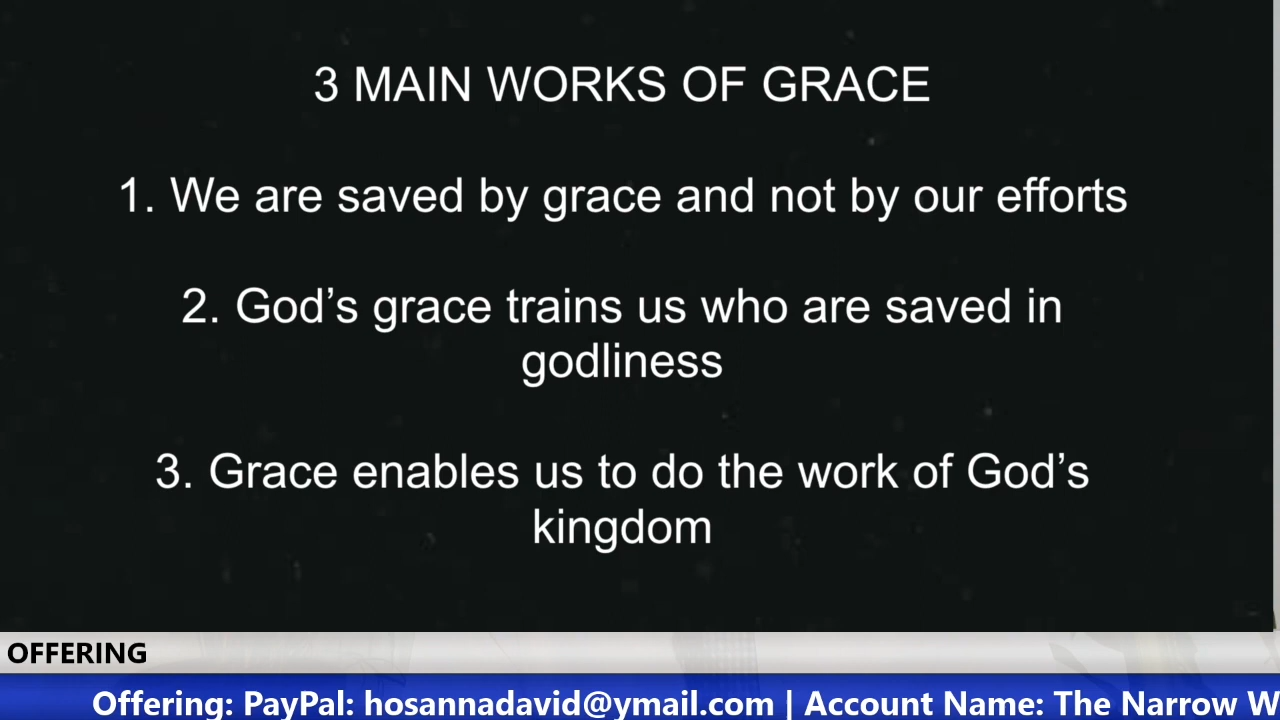 3 MAIN WORKS OF GRACE
1. We are saved by grace and not by our efforts
2. God’s grace trains us who are saved in
godliness
3. Grace enables us to do the work of God’s
kingdom
OFFERING
Offering: PayPal: hosannadavid@ymail.com | Account Name: The Narrow